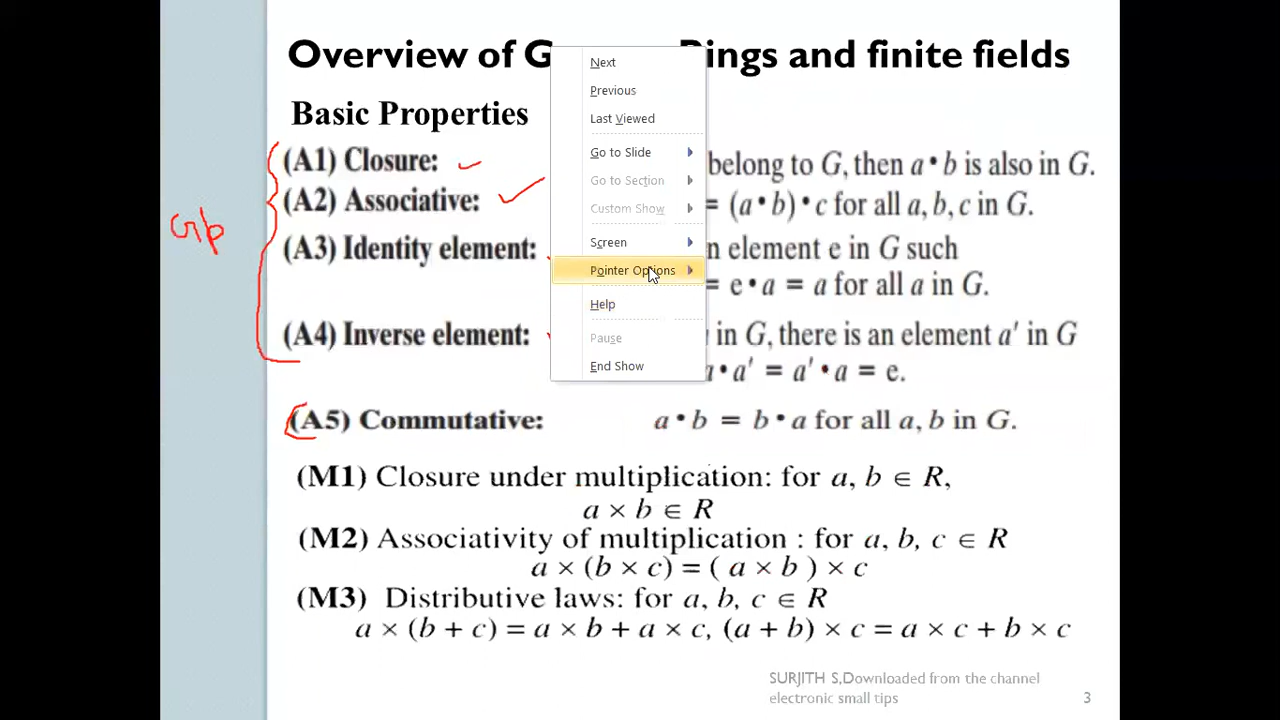 Overview of G Rings and finite fields
Basic Properties
(A1) Closure: belong to G, then a • b is also in G.
(A2) Associative: = (a • b) • c for all a, b, c in G.
Grp
(A3) Identity element: n element e in G such
= e • a = a for all a in G.
(A4) Inverse element: in G, there is an element a′ in G
a • a′ = a′ • a = e.
(A5) Commutative: a • b = b • a for all a, b in G.
(M1) Closure under multiplication: for a, b ∈ R,
a × b ∈ R
(M2) Associativity of multiplication : for a, b, c ∈ R
a × (b × c) = ( a × b ) × c
(M3) Distributive laws: for a, b, c ∈ R
a × (b + c) = a × b + a × c, (a + b) × c = a × c + b × c
SURJITH S,Downloaded from the channel
electronic small tips
3
Next
Previous
Last Viewed
Go to Slide
Go to Section
Custom Show
Screen
Pointer Options
Help
Pause
End Show